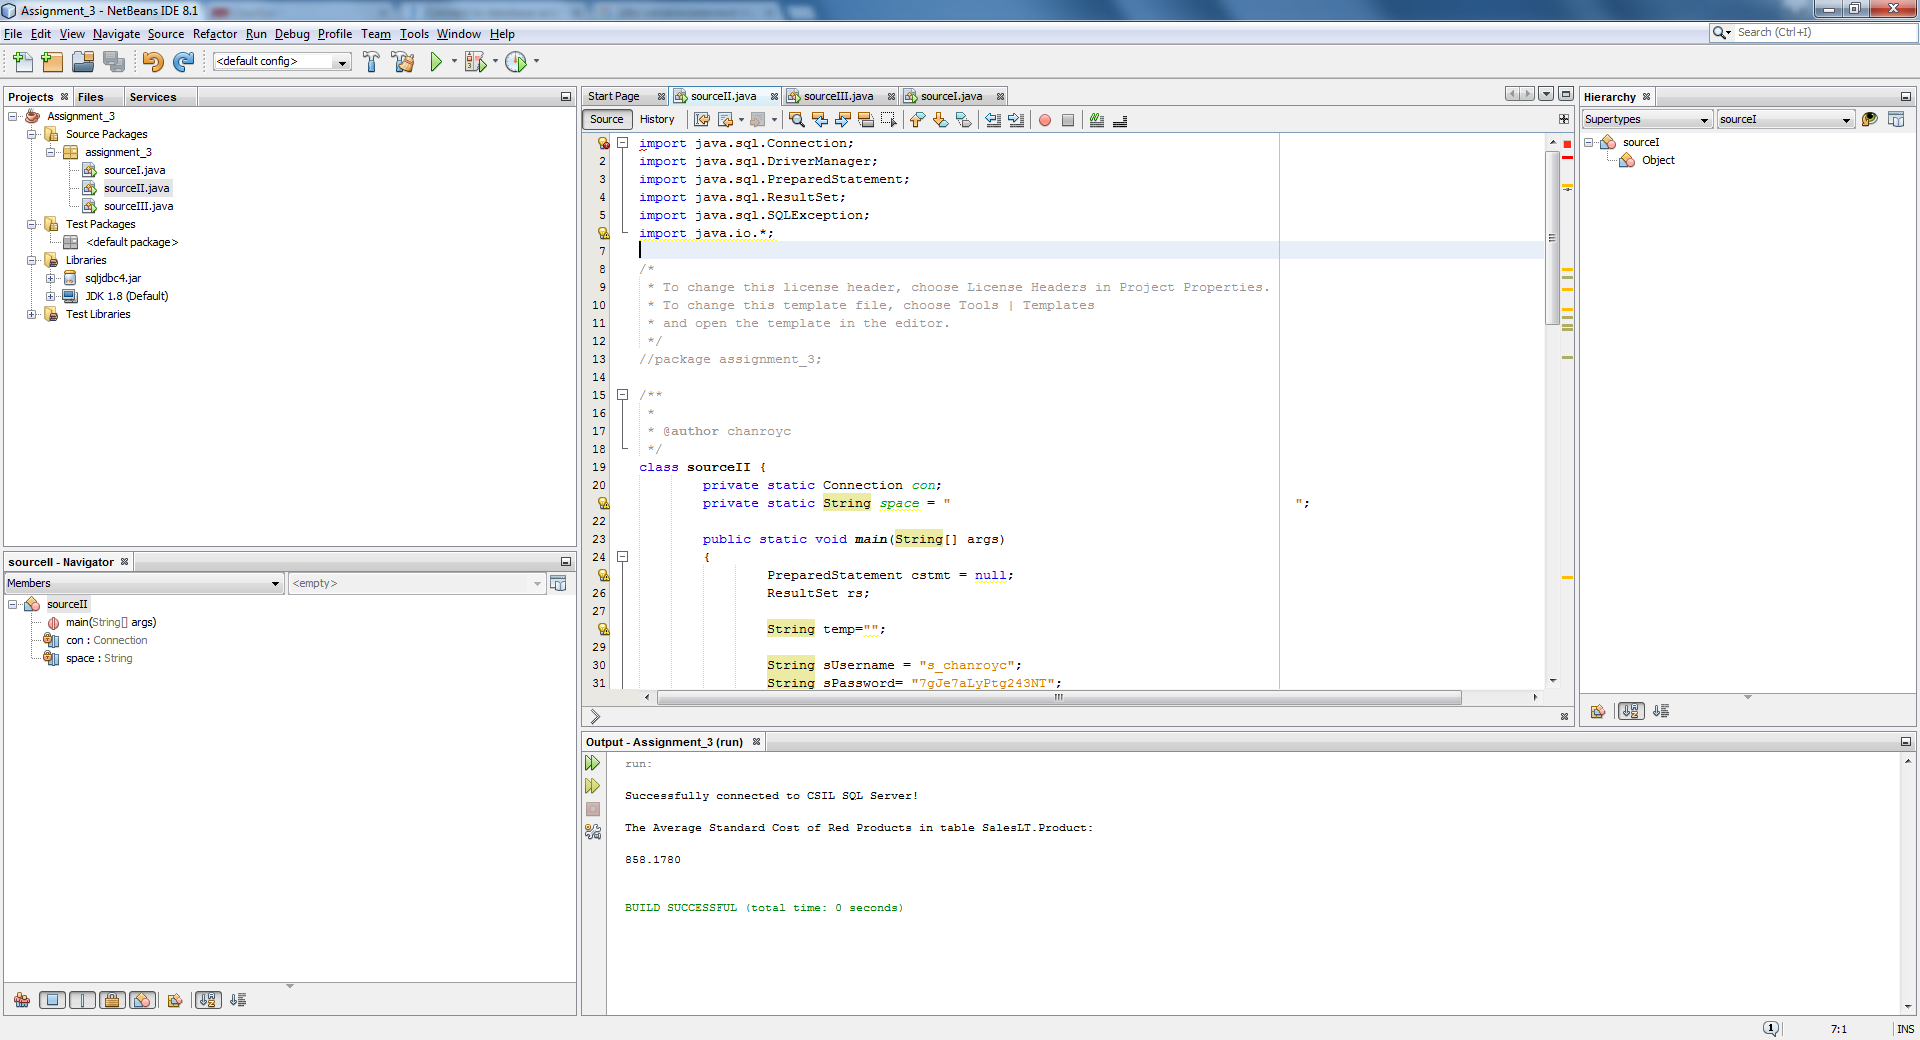 Assignment_3 - NetBeans IDE 8.1
File Edit View Navigate Source Refactor Run Debug Profile Team Tools Window Help
Search (Ctrl+I)
<default config>
Projects Files Services
Assignment_3
Source Packages
assignment_3
sourceI.java
sourceII.java
sourceIII.java
Test Packages
<default package>
Libraries
sqljdbc4.jar
JDK 1.8 (Default)
Test Libraries
sourceII - Navigator
Members <empty>
sourceII
main(String[] args)
con : Connection
space : String
Start Page sourceII.java sourceIII.java sourceI.java
Source History
import java.sql.Connection;
2 import java.sql.DriverManager;
3 import java.sql.PreparedStatement;
4 import java.sql.ResultSet;
5 import java.sql.SQLException;
import java.io.*;
7
8 /*
9 * To change this license header, choose License Headers in Project Properties.
10 * To change this template file, choose Tools | Templates
11 * and open the template in the editor.
12 */
13 //package assignment_3;
14
15 /**
16 *
17 * @author chanroyc
18 */
19 class sourceII {
20 private static Connection con;
private static String space = " ";
22
23 public static void main(String[] args)
24 {
PreparedStatement cstmt = null;
26 ResultSet rs;
27
String temp="";
29
30 String sUsername = "s_chanroyc";
31 String sPassword= "7gJe7aLyPtg243NT";
Hierarchy
Supertypes sourceI
sourceI
Object
Output - Assignment_3 (run)
run:
Successfully connected to CSIL SQL Server!
The Average Standard Cost of Red Products in table SalesLT.Product:
858.1780
BUILD SUCCESSFUL (total time: 0 seconds)
1 7:1 INS